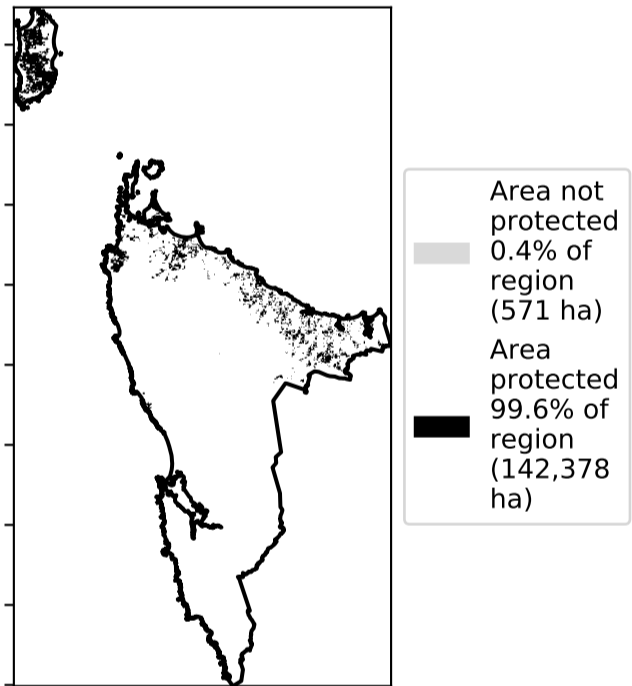 Area not
protected
0.4% of
region
(571 ha)
Area
protected
99.6% of
region
(142,378
ha)